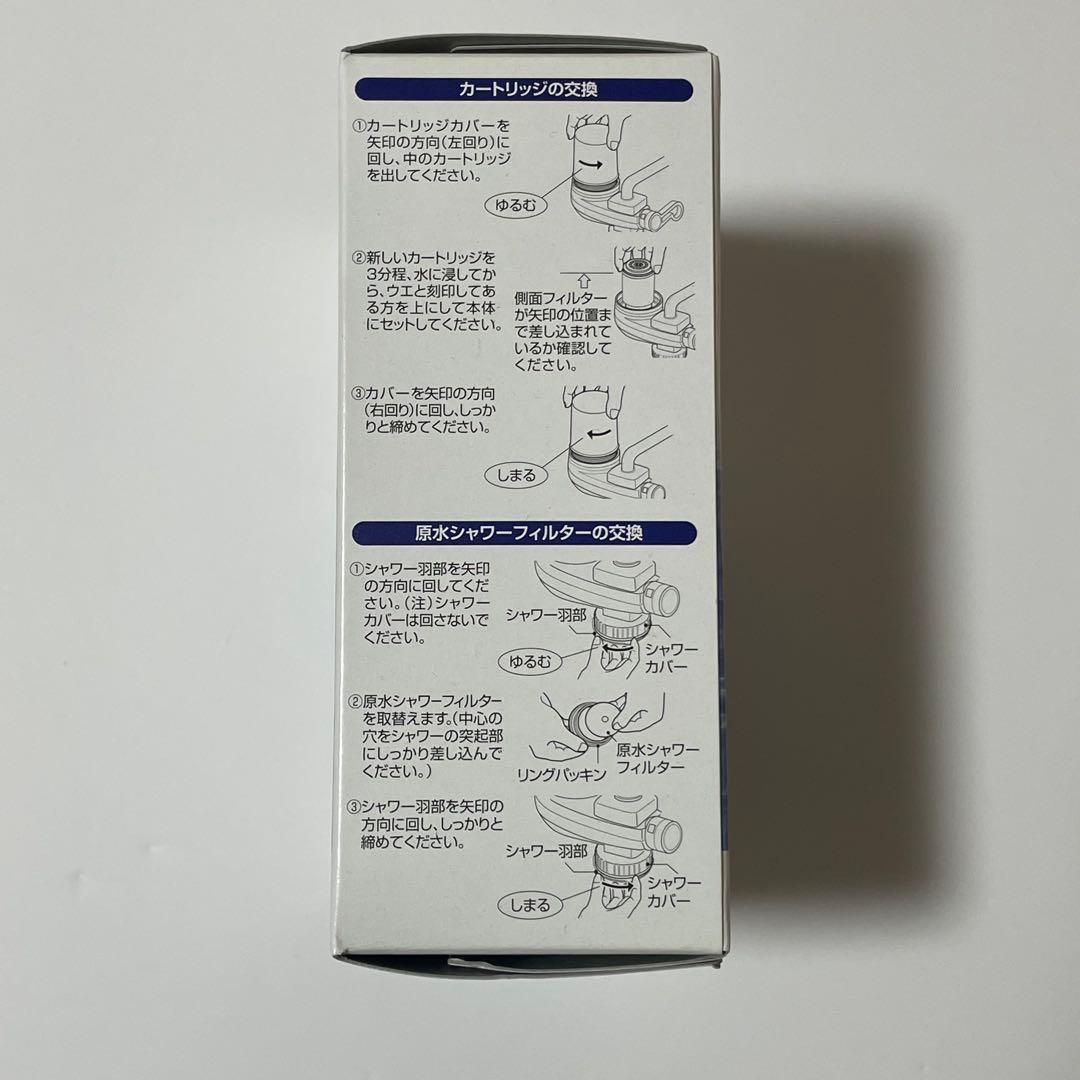 カートリッジの交換
①カートリッジカバーを
矢印の方向(左回り)に
回し、中のカートリッジ
を出してください。
ゆるむ
②新しいカートリッジを
3分程、水に浸してか
ら、ウエと刻印してあ
る方を上にして本体
にセットしてください。
側面フィルター
が矢印の位置ま
で差し込まれて
いるか確認して
ください。
③カバーを矢印の方向
(右回り)に回し、しっか
りと締めてください。
しまる
原水シャワーフィルターの交換
①シャワー羽部を矢印
の方向に回してくだ
さい。(注)シャワー
カバーは回さないで
ください。
シャワー羽部
ゆるむ
シャワー
カバー
②原水シャワーフィルター
を取替えます。(中心の
穴をシャワーの突起部
にしっかり差し込んで
ください。)
原水シャワー
フィルター
リングパッキン
③シャワー羽部を矢印の
方向に回し、しっかりと
締めてください。
シャワー羽部
しまる
シャワー
カバー